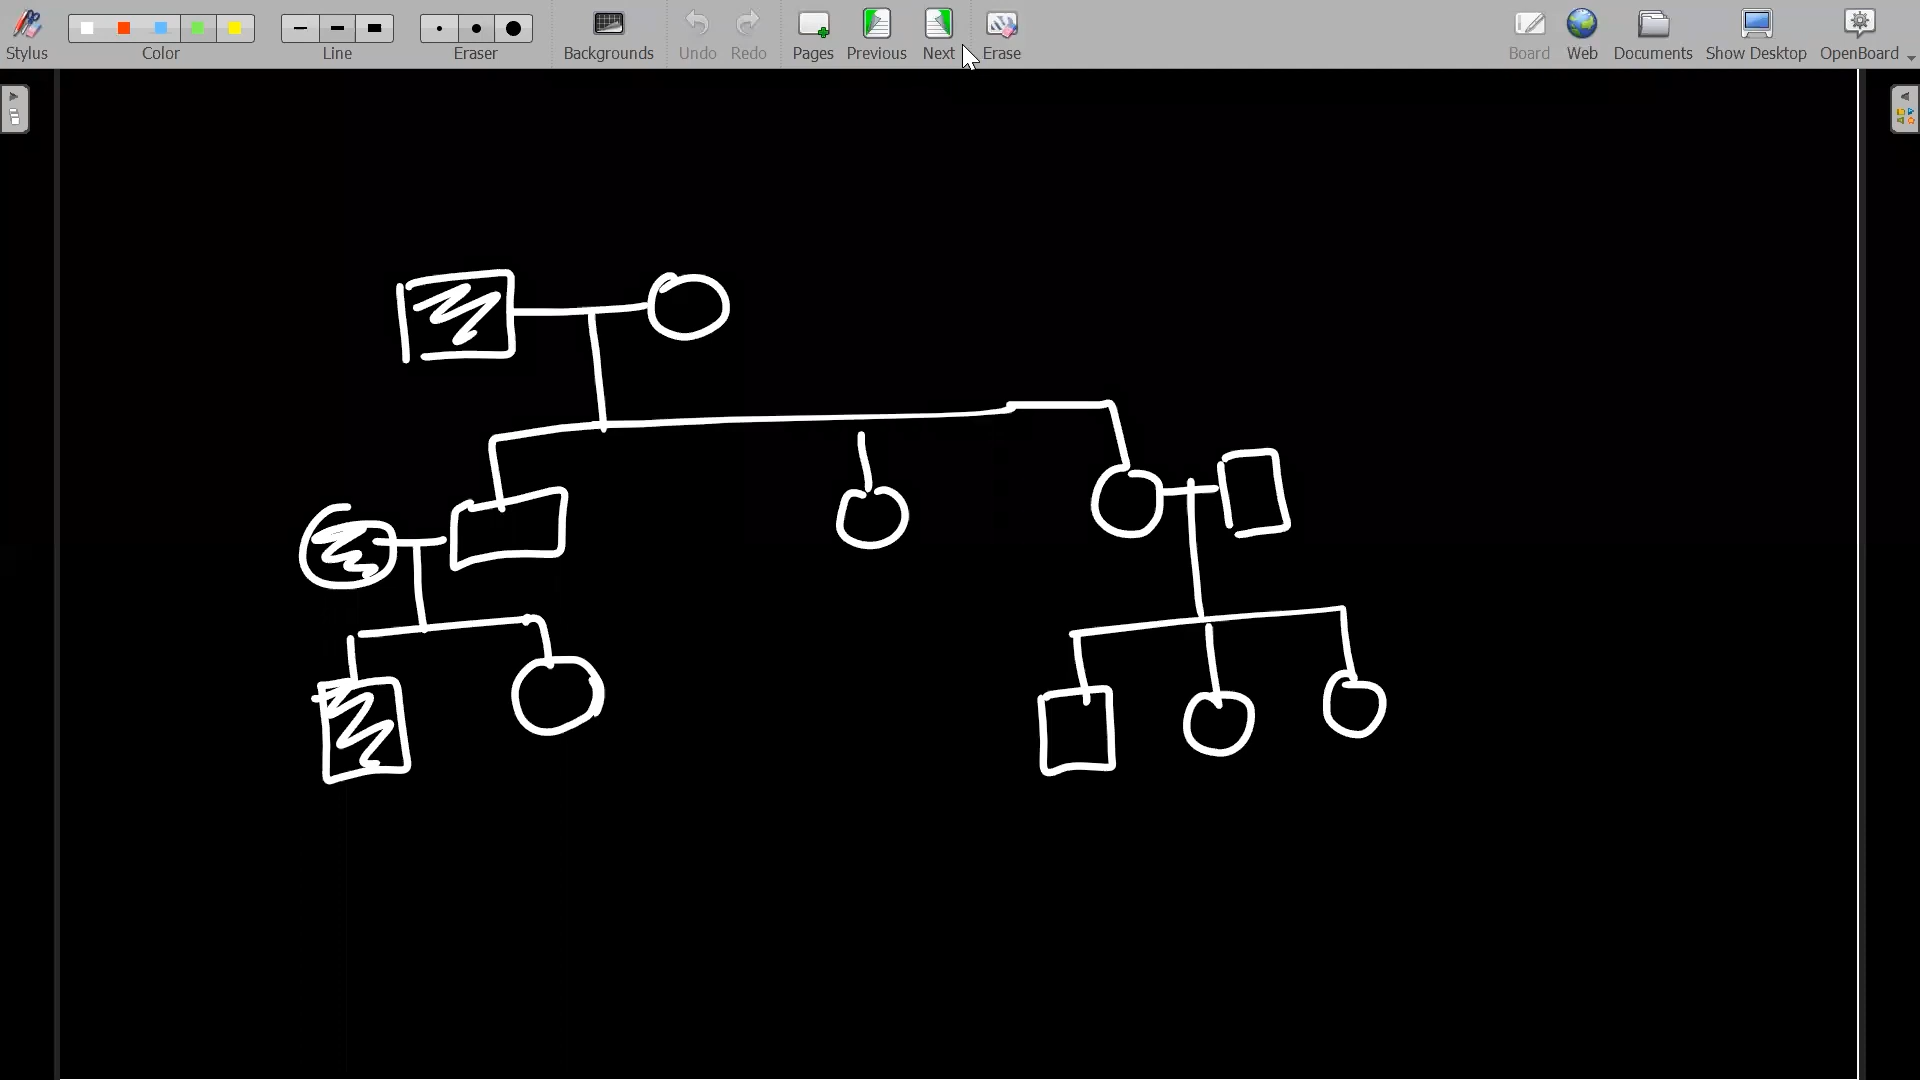 Stylus
Color
Line
Eraser
Backgrounds
Undo
Redo
Pages
Previous
Next
Erase
Board
Web
Documents
Show Desktop
OpenBoard